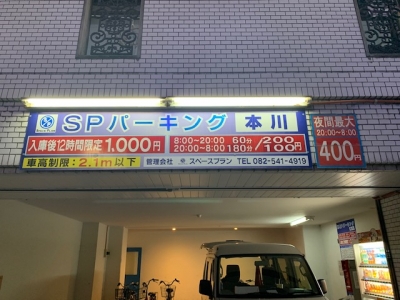 SPパーキング 本川
入庫後12時間限定 1,000円
8:00-20:00 60分/200円
20:00-8:00 180分/100円
車高制限:2.1m以下
管理会社 スペースプラン TEL 082-541-4919
夜間最大
20:00~8:00
400円